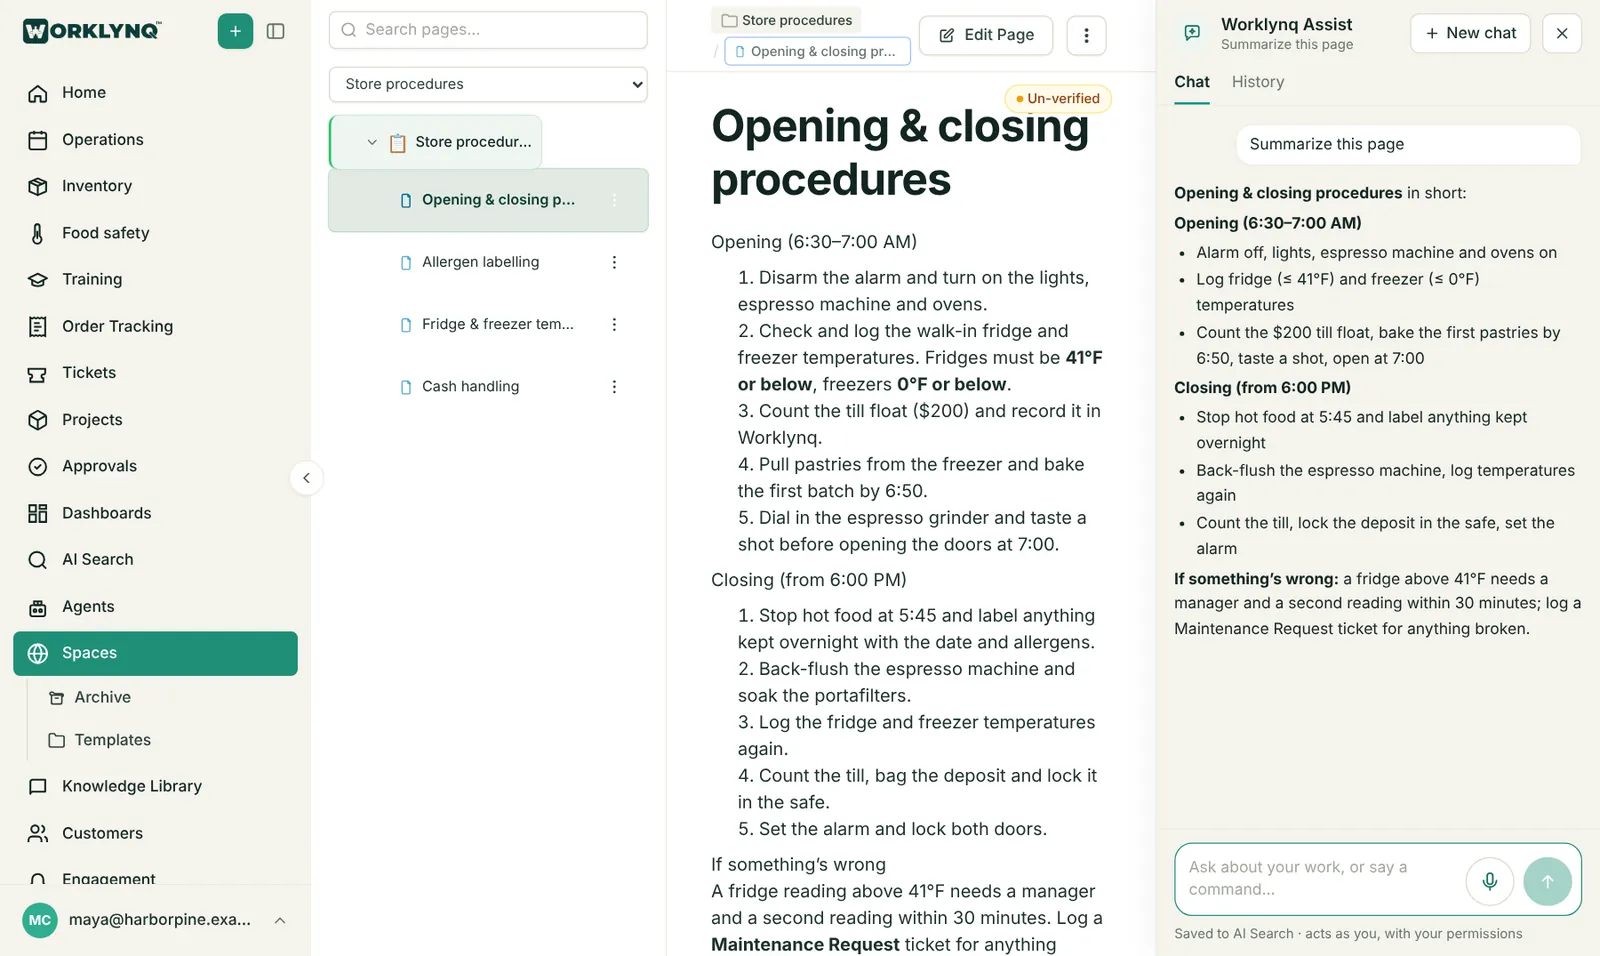 WORKLYNQ™
Home
Operations
Inventory
Food safety
Training
Order Tracking
Tickets
Projects
Approvals
Dashboards
AI Search
Agents
Spaces
Archive
Templates
Knowledge Library
Customers
Engagement
MC maya@harborpine.exa...
Search pages...
Store procedures
Store procedur...
Opening & closing p...
Allergen labelling
Fridge & freezer tem...
Cash handling
Store procedures
/ Opening & closing pr...
Edit Page
Un-verified
Opening & closing
procedures
Opening (6:30–7:00 AM)
1. Disarm the alarm and turn on the lights,
espresso machine and ovens.
2. Check and log the walk-in fridge and
freezer temperatures. Fridges must be 41°F
or below, freezers 0°F or below.
3. Count the till float ($200) and record it in
Worklynq.
4. Pull pastries from the freezer and bake
the first batch by 6:50.
5. Dial in the espresso grinder and taste a
shot before opening the doors at 7:00.
Closing (from 6:00 PM)
1. Stop hot food at 5:45 and label anything
kept overnight with the date and allergens.
2. Back-flush the espresso machine and
soak the portafilters.
3. Log the fridge and freezer temperatures
again.
4. Count the till, bag the deposit and lock it
in the safe.
5. Set the alarm and lock both doors.
If something’s wrong
A fridge reading above 41°F needs a manager
and a second reading within 30 minutes. Log a
Maintenance Request ticket for anything
Worklynq Assist
Summarize this page
+ New chat
Chat
History
Summarize this page
Opening & closing procedures in short:
Opening (6:30–7:00 AM)
• Alarm off, lights, espresso machine and ovens on
• Log fridge (≤ 41°F) and freezer (≤ 0°F)
temperatures
• Count the $200 till float, bake the first pastries by
6:50, taste a shot, open at 7:00
Closing (from 6:00 PM)
• Stop hot food at 5:45 and label anything kept
overnight
• Back-flush the espresso machine, log temperatures
again
• Count the till, lock the deposit in the safe, set the
alarm
If something’s wrong: a fridge above 41°F needs a
manager and a second reading within 30 minutes; log a
Maintenance Request ticket for anything broken.
Ask about your work, or say a
command...
Saved to AI Search · acts as you, with your permissions